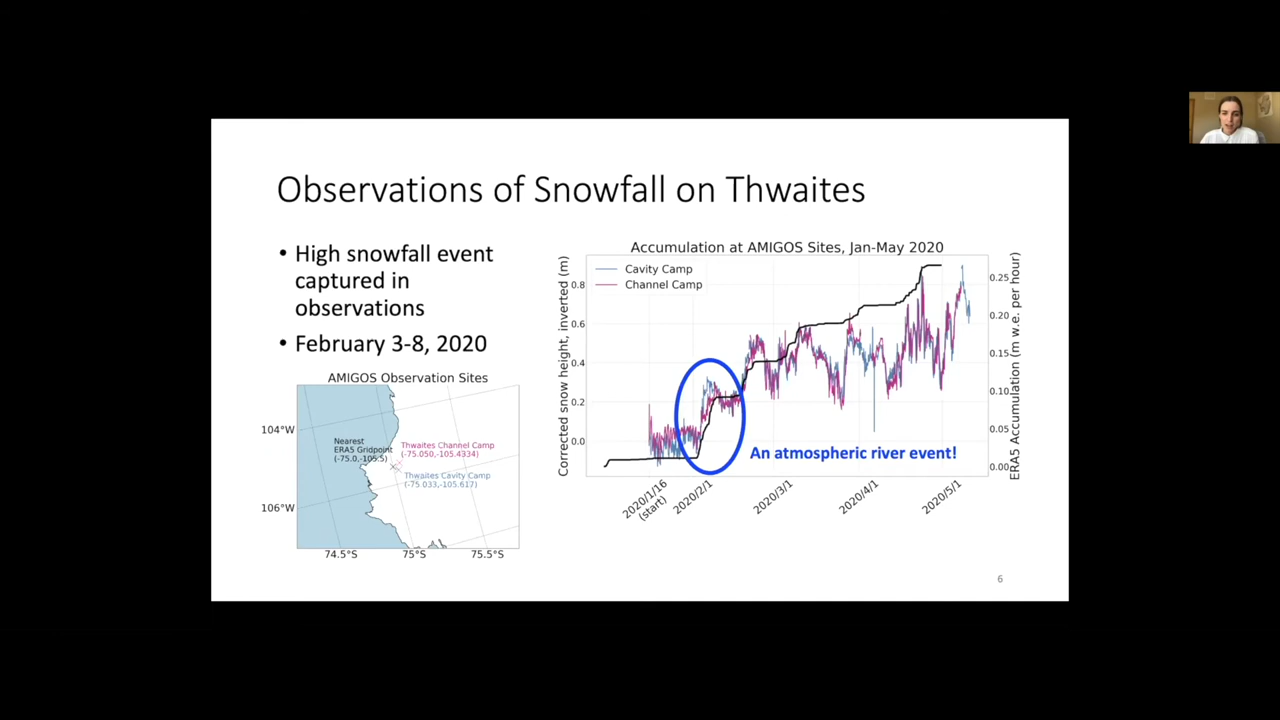 Observations of Snowfall on Thwaites
• High snowfall event
captured in
observations
• February 3-8, 2020
AMIGOS Observation Sites
104°W
106°W
Nearest
ERA5 Gridpoint
(-75.0,-105.5)
Thwaites Channel Camp
(-75.050,-105.4334)
Thwaites Cavity Camp
(-75.033,-105.617)
74.5°S
75°S
75.5°S
Accumulation at AMIGOS Sites, Jan-May 2020
Corrected snow height, inverted (m)
0.8
0.6
0.4
0.2
0.0
Cavity Camp
Channel Camp
An atmospheric river event!
0.25
0.20
0.15
0.10
0.05
0.00
ERA5 Accumulation (m w.e. per hour)
2020/1/16
(start)
2020/2/1
2020/3/1
2020/4/1
2020/5/1
6